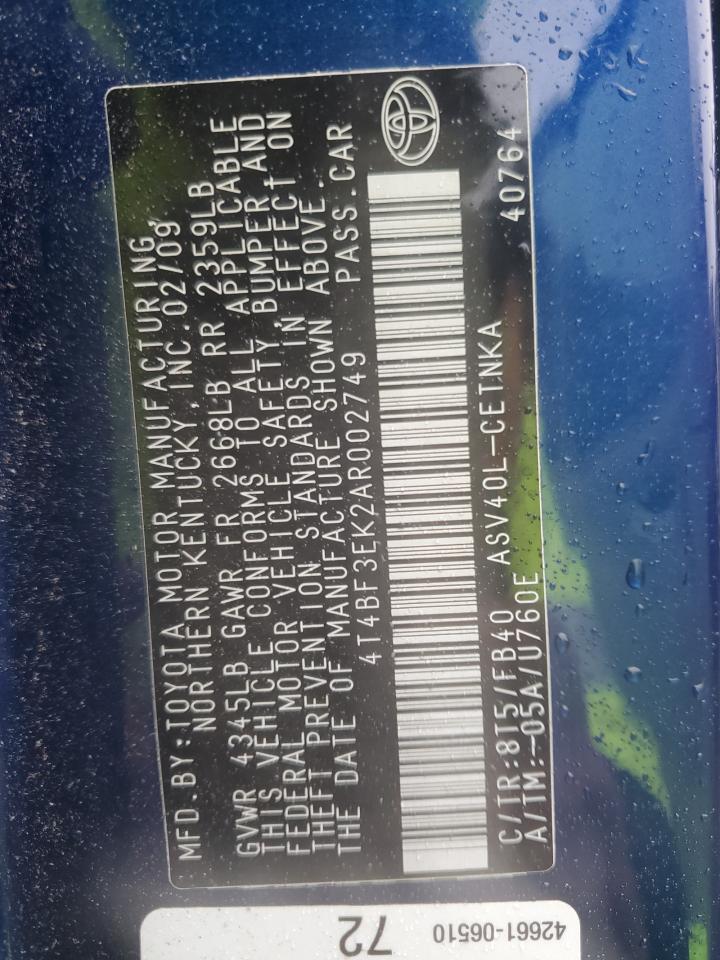 MFD.BY:TOYOTA MOTOR MANUFACTURING,
NORTHERN KENTUCKY, INC.02/09
GVWR 4345LB GAWR FR 2668LB RR 2359LB
THIS VEHICLE CONFORMS TO ALL APPLICABLE
FEDERAL MOTOR VEHICLE SAFETY, BUMPER AND
THEFT PREVENTION STANDARDS IN EFFECT ON
THE DATE OF MANUFACTURE SHOWN ABOVE.
4T4BF3EK2AR002749 PASS.CAR
C/TR:8T5/FB40 ASV40L-CETNKA 40764
A/TM:-05A/U760E
72
42661-06510